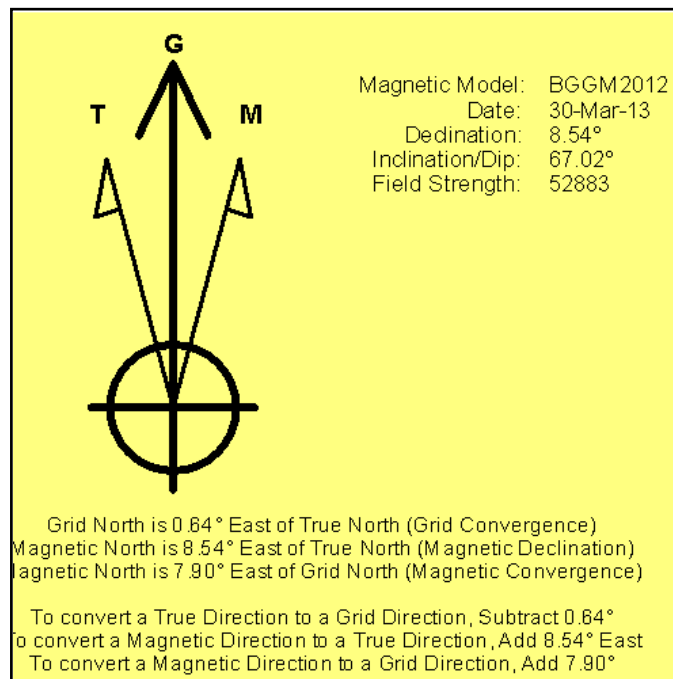 G
T
M
Magnetic Model: BGGM2012
Date: 30-Mar-13
Declination: 8.54°
Inclination/Dip: 67.02°
Field Strength: 52883
Grid North is 0.64° East of True North (Grid Convergence)
Magnetic North is 8.54° East of True North (Magnetic Declination)
lagnetic North is 7.90° East of Grid North (Magnetic Convergence)
To convert a True Direction to a Grid Direction, Subtract 0.64°
To convert a Magnetic Direction to a True Direction, Add 8.54° East
To convert a Magnetic Direction to a Grid Direction, Add 7.90°